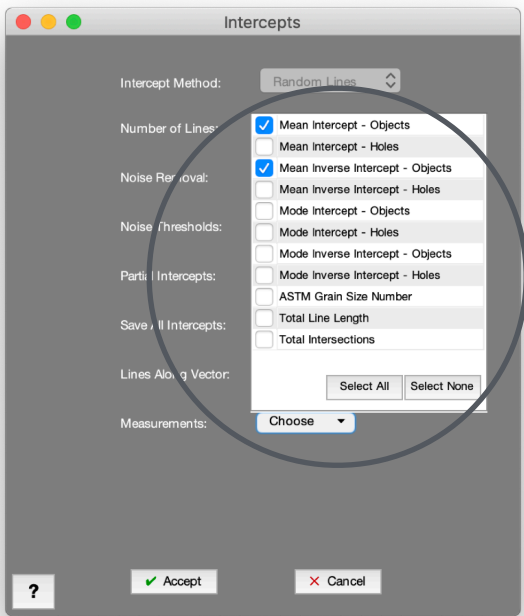 Intercepts
Intercept Method: Random Lines
Number of Lines:
Noise Removal:
Noise Thresholds:
Partial Intercepts:
Save All Intercepts:
Lines Along Vector:
Measurements: Choose
Mean Intercept - Objects
Mean Intercept - Holes
Mean Inverse Intercept - Objects
Mean Inverse Intercept - Holes
Mode Intercept - Objects
Mode Intercept - Holes
Mode Inverse Intercept - Objects
Mode Inverse Intercept - Holes
ASTM Grain Size Number
Total Line Length
Total Intersections
Select All Select None
? Accept Cancel